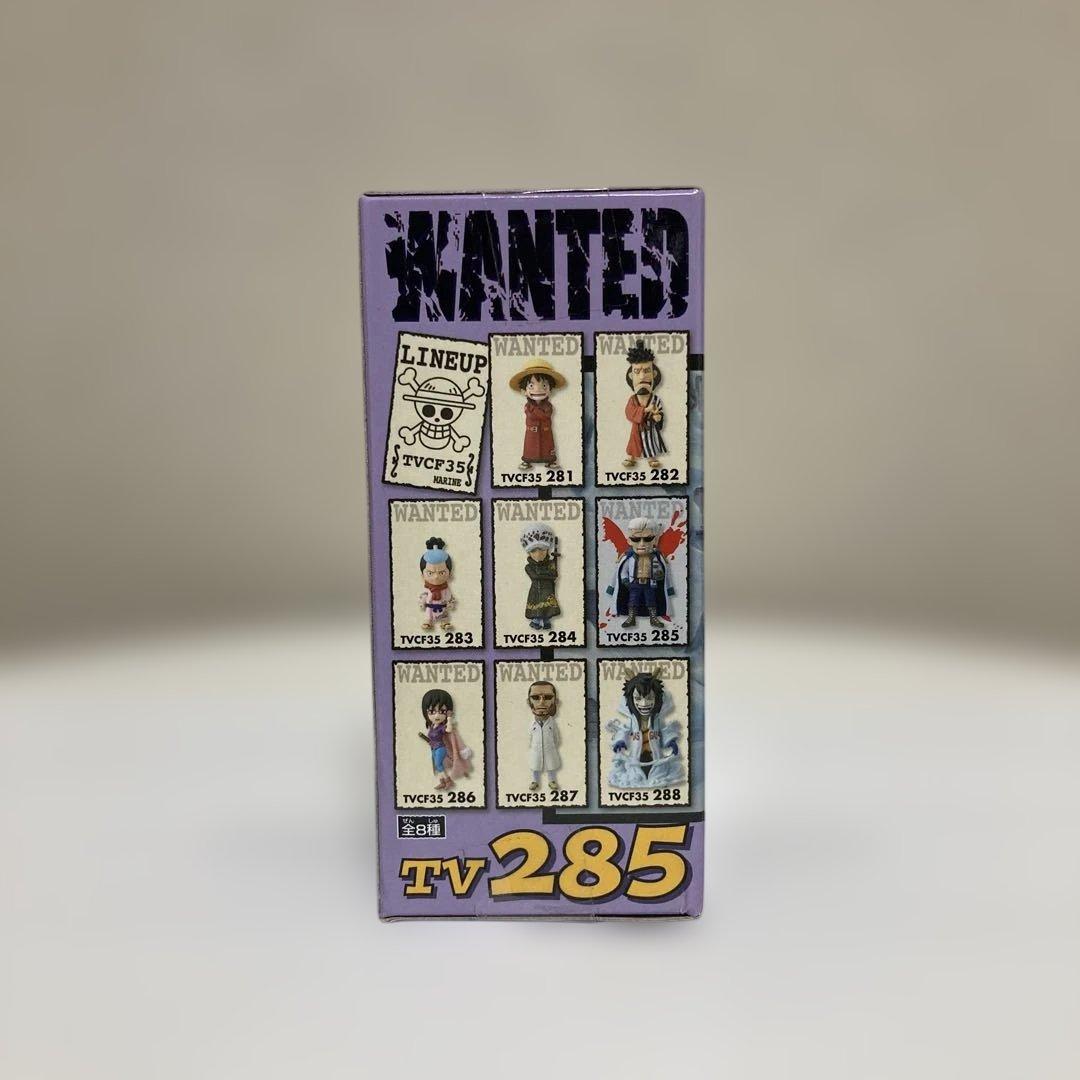 WANTED
LINEUP
TVCF35
MARINE
WANTED
TVCF35 281
WANTED
TVCF35 282
WANTED
TVCF35 283
WANTED
TVCF35 284
WANTED
TVCF35 285
WANTED
TVCF35 286
WANTED
TVCF35 287
WANTED
TVCF35 288
ぜん しゅ
全8種
TV285